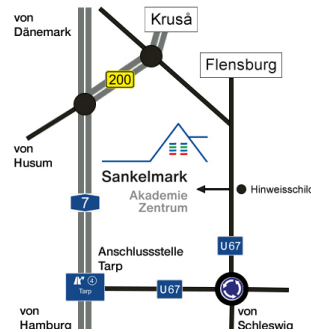 von
Dänemark
Kruså
Flensburg
200
von
Husum
Sankelmark
Akademie
Zentrum
Hinweisschild
7
Anschlussstelle
Tarp
U67
4
Tarp
U67
von
Hamburg
von
Schleswig